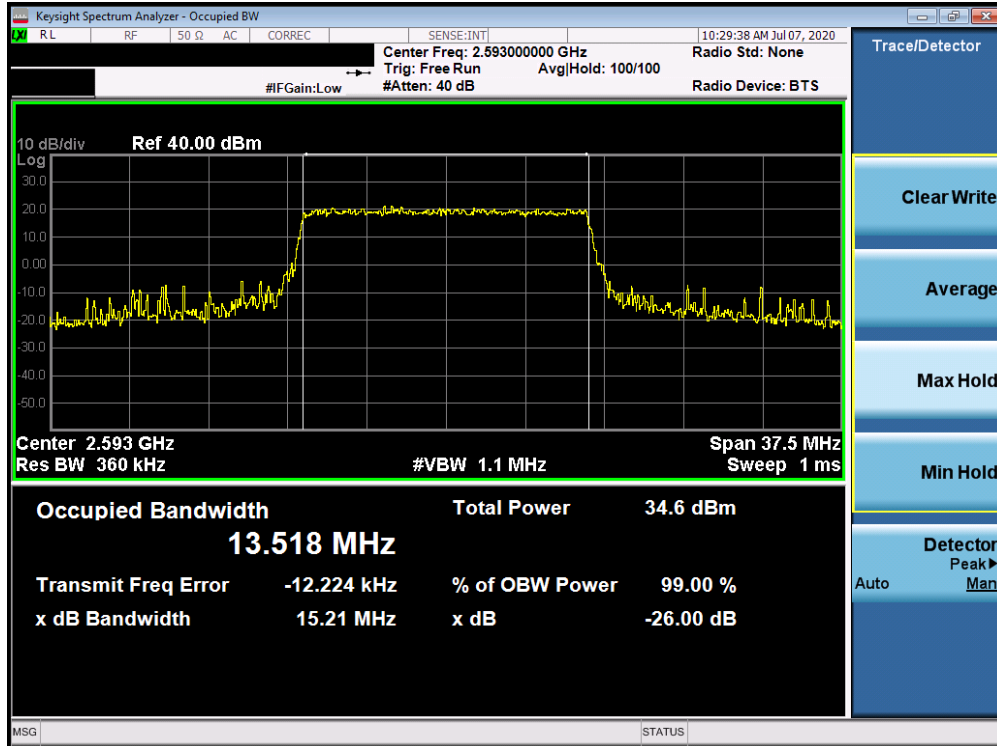 Keysight Spectrum Analyzer - Occupied BW
LXI RL RF 50 Ω AC CORREC SENSE:INT 10:29:38 AM Jul 07, 2020
Center Freq: 2.593000000 GHz Radio Std: None
Trig: Free Run Avg|Hold: 100/100
#IFGain:Low #Atten: 40 dB Radio Device: BTS
10 dB/div Ref 40.00 dBm
Log
30.0
20.0
10.0
0.00
-10.0
-20.0
-30.0
-40.0
-50.0
Center 2.593 GHz Span 37.5 MHz
Res BW 360 kHz #VBW 1.1 MHz Sweep 1 ms
Occupied Bandwidth Total Power 34.6 dBm
13.518 MHz
Transmit Freq Error -12.224 kHz % of OBW Power 99.00 %
x dB Bandwidth 15.21 MHz x dB -26.00 dB
MSG STATUS
Trace/Detector
Clear Write
Average
Max Hold
Min Hold
Detector
Peak▶
Auto Man